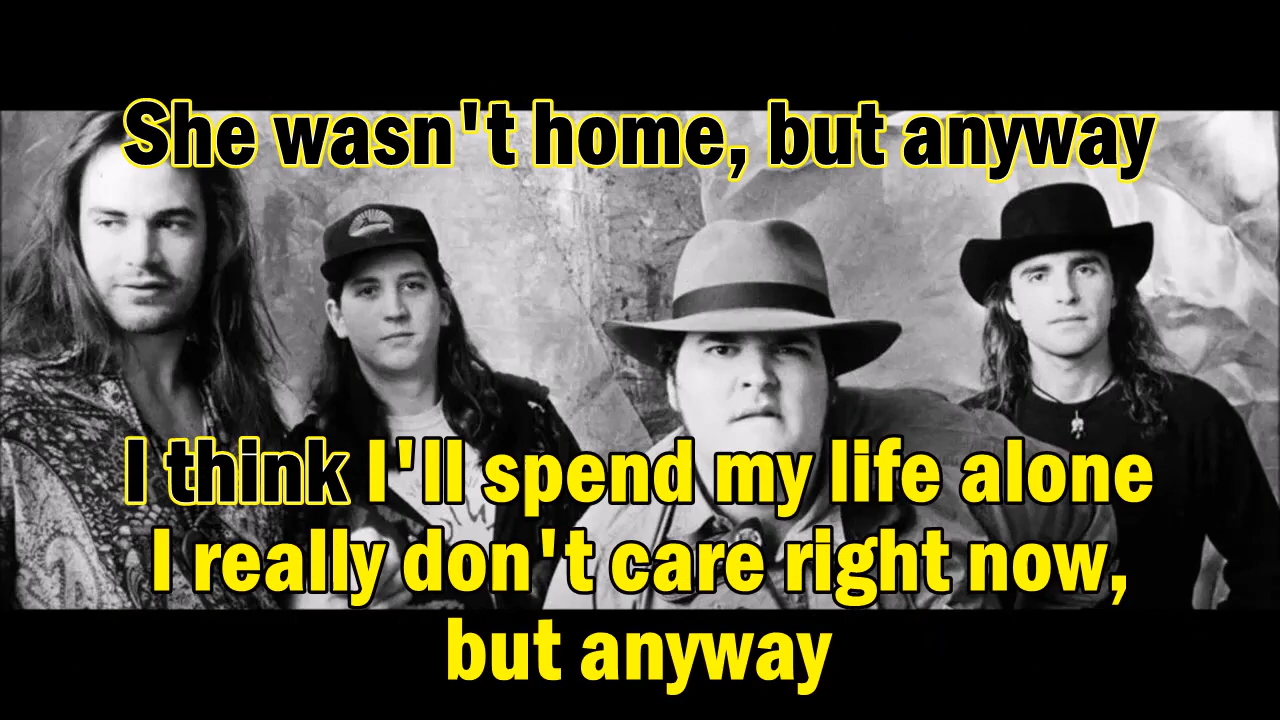 She wasn't home, but anyway
I think I'll spend my life alone
I really don't care right now,
but anyway